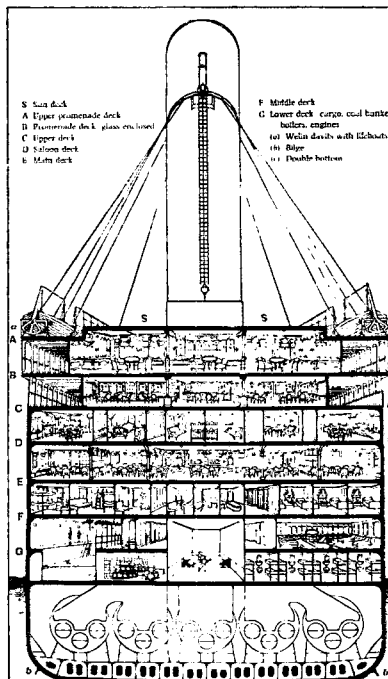 S Sun deck
A Upper promenade deck
B Promenade deck, glass enclosed
C Upper deck
D Saloon deck
E Main deck
F Middle deck
G Lower deck cargo, coal bunke
boilers, engines
(a) Welin davits with lifeboats
(b) Bilge
(c) Double bottom
S S
a
A
B
C
D
E
F
G
b b